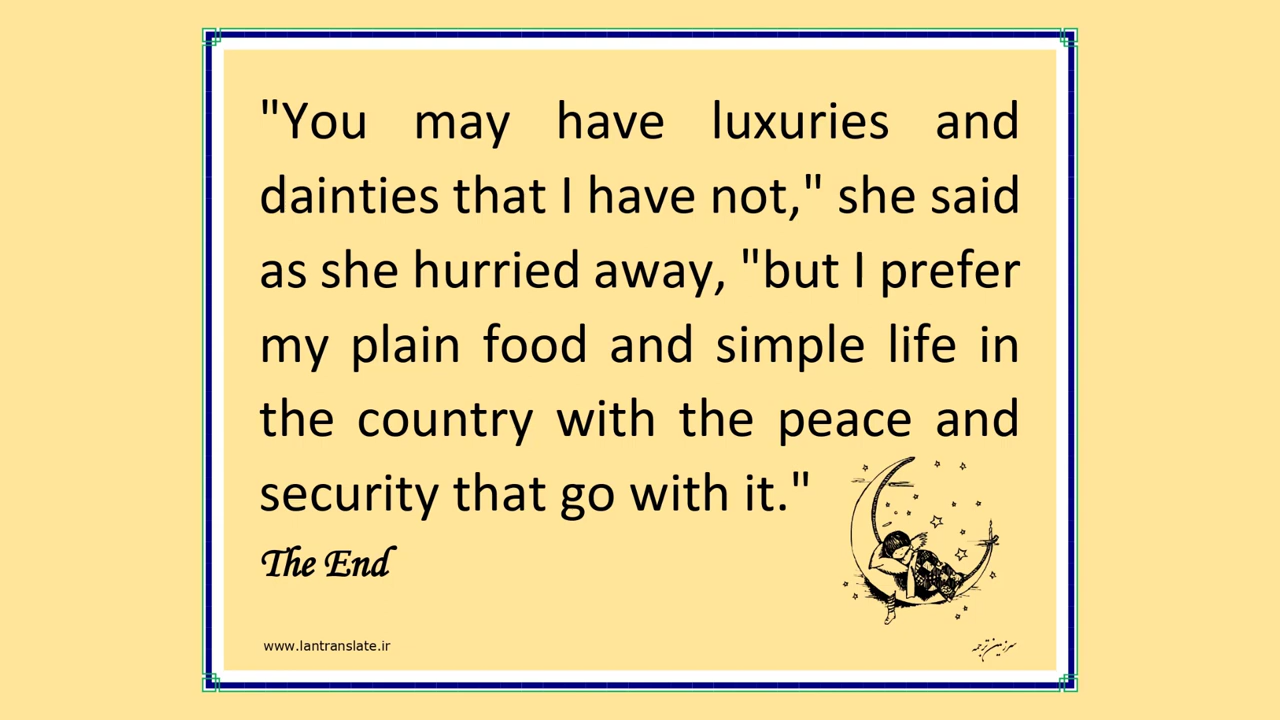 "You may have luxuries and
dainties that I have not," she said
as she hurried away, "but I prefer
my plain food and simple life in
the country with the peace and
security that go with it."
The End
www.lantranslate.ir
سرزمین ترجمه